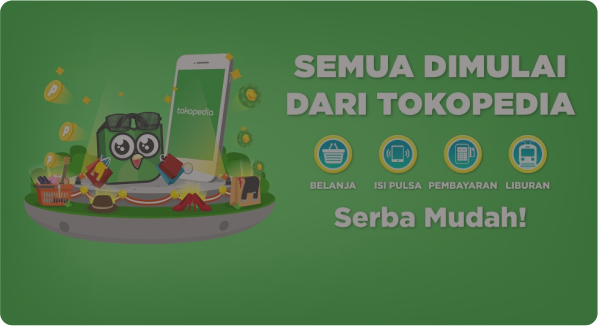 SEMUA DIMULAI
DARI TOKOPEDIA
tokopedia
BELANJA
ISI PULSA
PEMBAYARAN
LIBURAN
Serba Mudah!